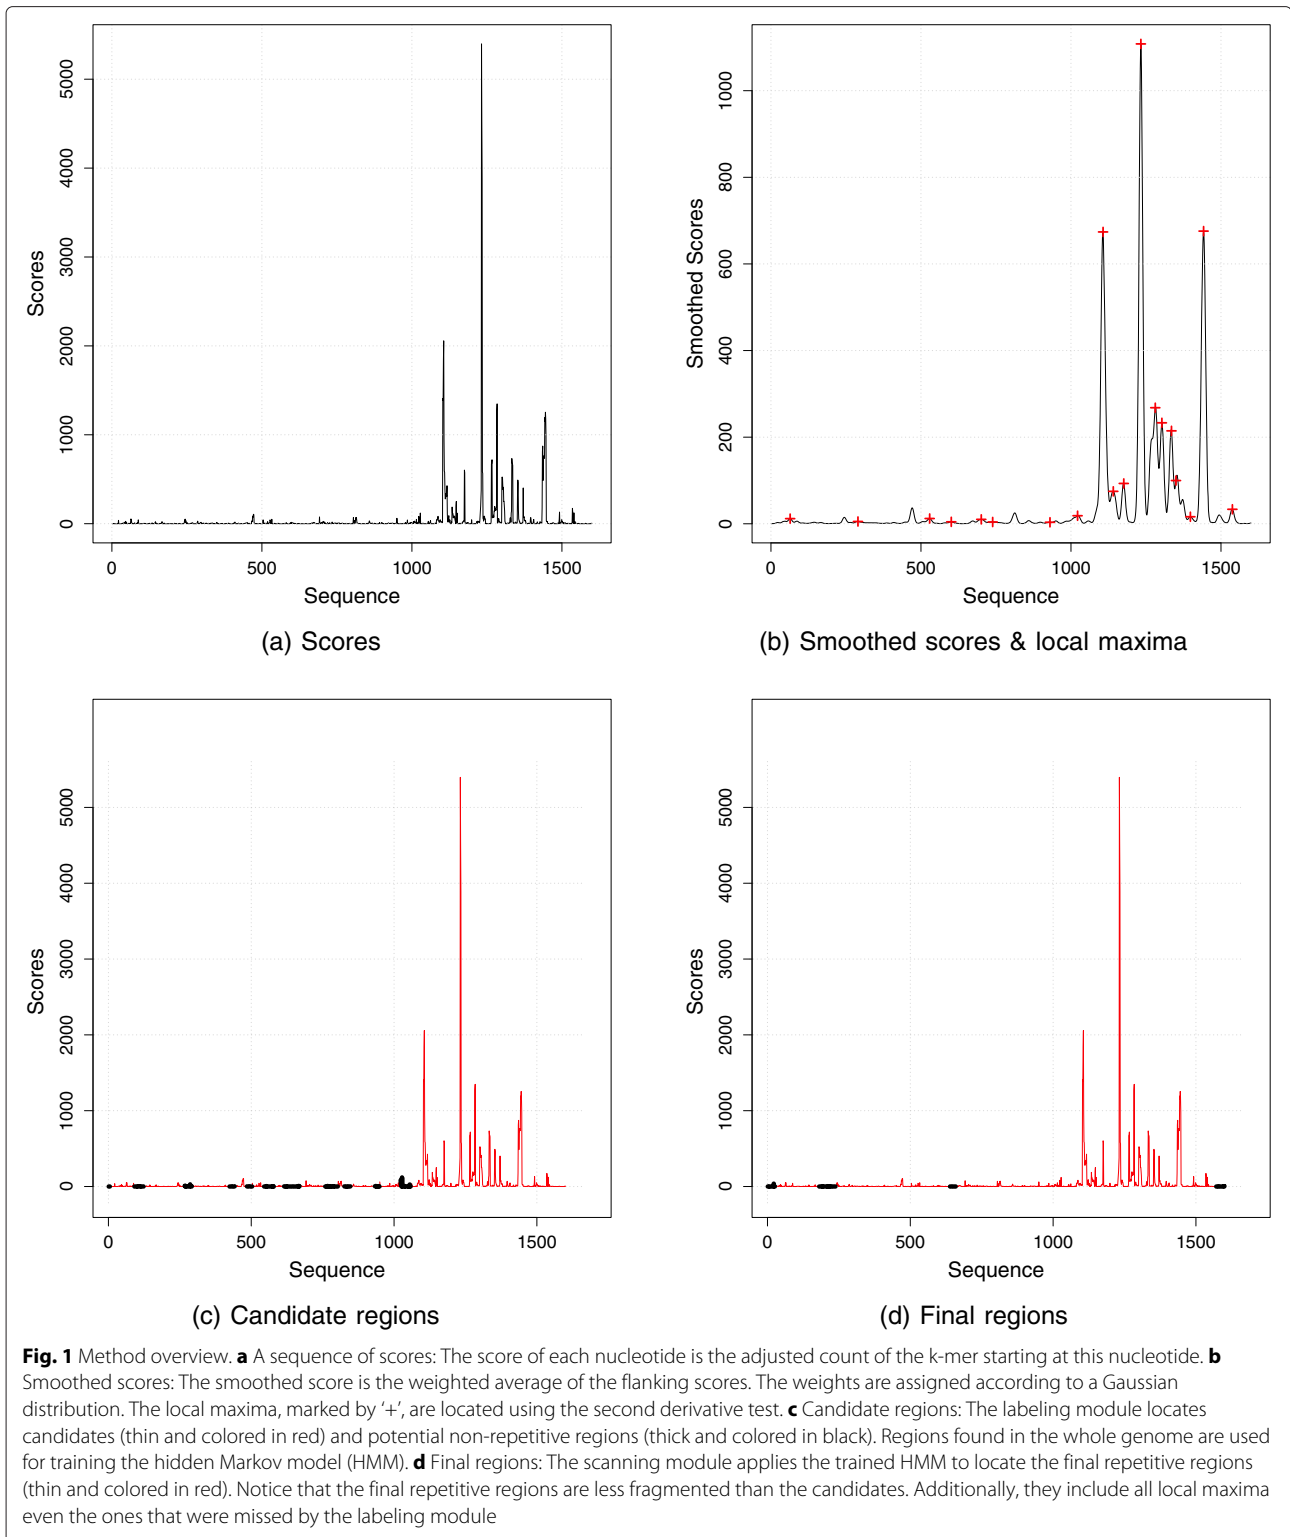 5000
4000
3000
2000
1000
0
Scores
0 500 1000 1500
Sequence
(a) Scores
1000
800
600
400
200
0
Smoothed Scores
0 500 1000 1500
Sequence
(b) Smoothed scores & local maxima
5000
4000
3000
2000
1000
0
Scores
0 500 1000 1500
Sequence
(c) Candidate regions
5000
4000
3000
2000
1000
0
Scores
0 500 1000 1500
Sequence
(d) Final regions
Fig. 1 Method overview. a A sequence of scores: The score of each nucleotide is the adjusted count of the k-mer starting at this nucleotide. b
Smoothed scores: The smoothed score is the weighted average of the flanking scores. The weights are assigned according to a Gaussian
distribution. The local maxima, marked by '+', are located using the second derivative test. c Candidate regions: The labeling module locates
candidates (thin and colored in red) and potential non-repetitive regions (thick and colored in black). Regions found in the whole genome are used
for training the hidden Markov model (HMM). d Final regions: The scanning module applies the trained HMM to locate the final repetitive regions
(thin and colored in red). Notice that the final repetitive regions are less fragmented than the candidates. Additionally, they include all local maxima
even the ones that were missed by the labeling module